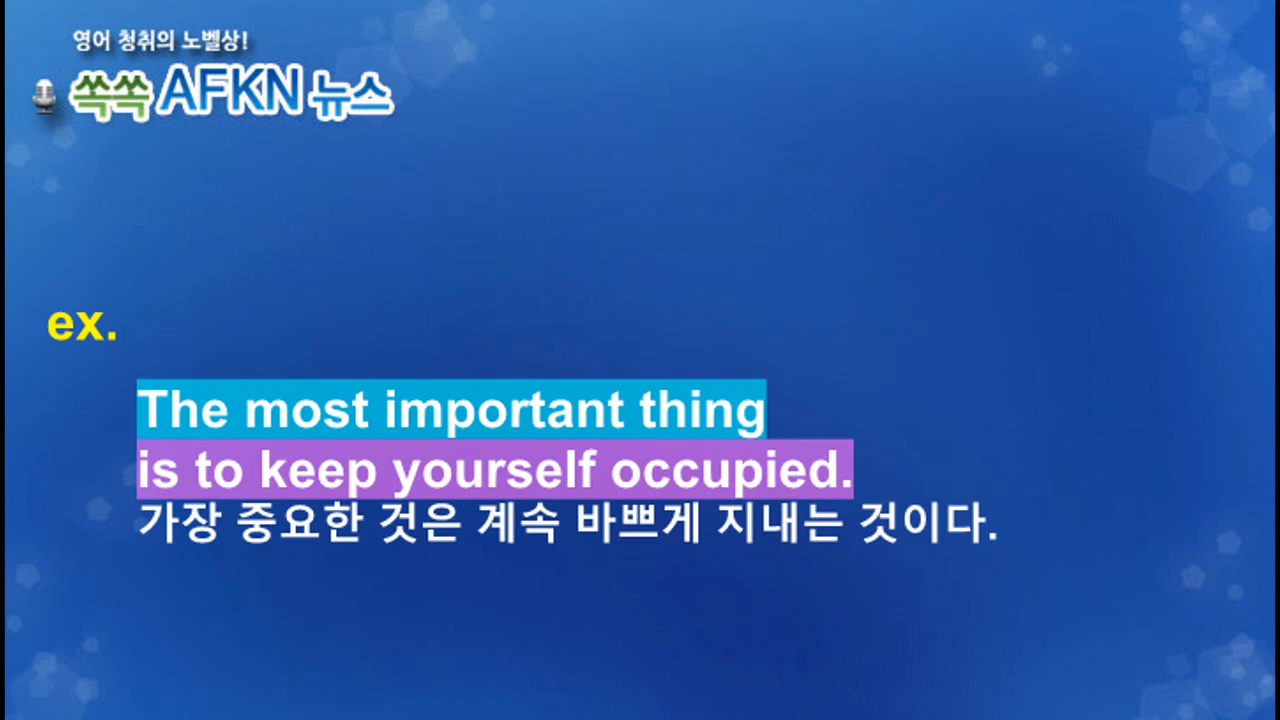 영어 청취의 노벨상!
쏙쏙 AFKN 뉴스
ex.
The most important thing
is to keep yourself occupied.
가장 중요한 것은 계속 바쁘게 지내는 것이다.